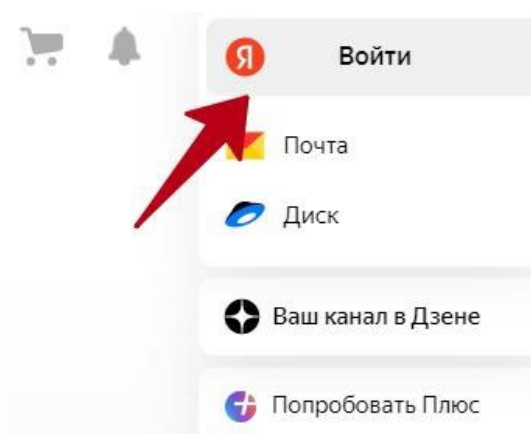 Я Войти
Почта
Диск
Ваш канал в Дзене
Попробовать Плюс